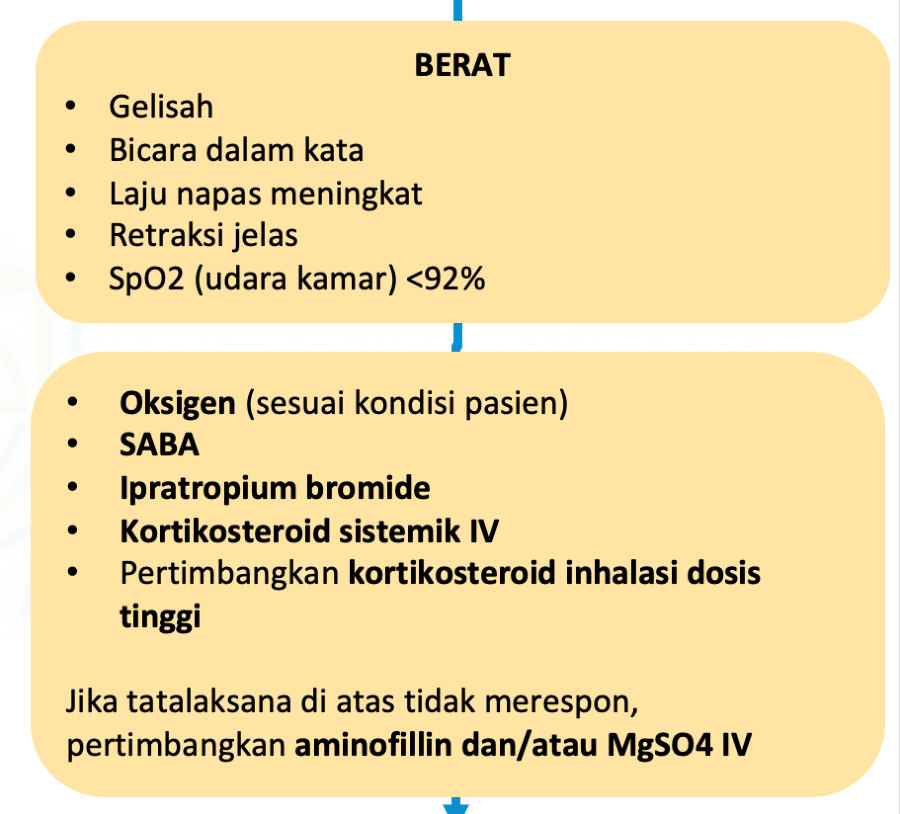 BERAT
• Gelisah
• Bicara dalam kata
• Laju napas meningkat
• Retraksi jelas
• SpO2 (udara kamar) <92%
• Oksigen (sesuai kondisi pasien)
• SABA
• Ipratropium bromide
• Kortikosteroid sistemik IV
• Pertimbangkan kortikosteroid inhalasi dosis
tinggi
Jika tatalaksana di atas tidak merespon,
pertimbangkan aminofillin dan/atau MgSO4 IV